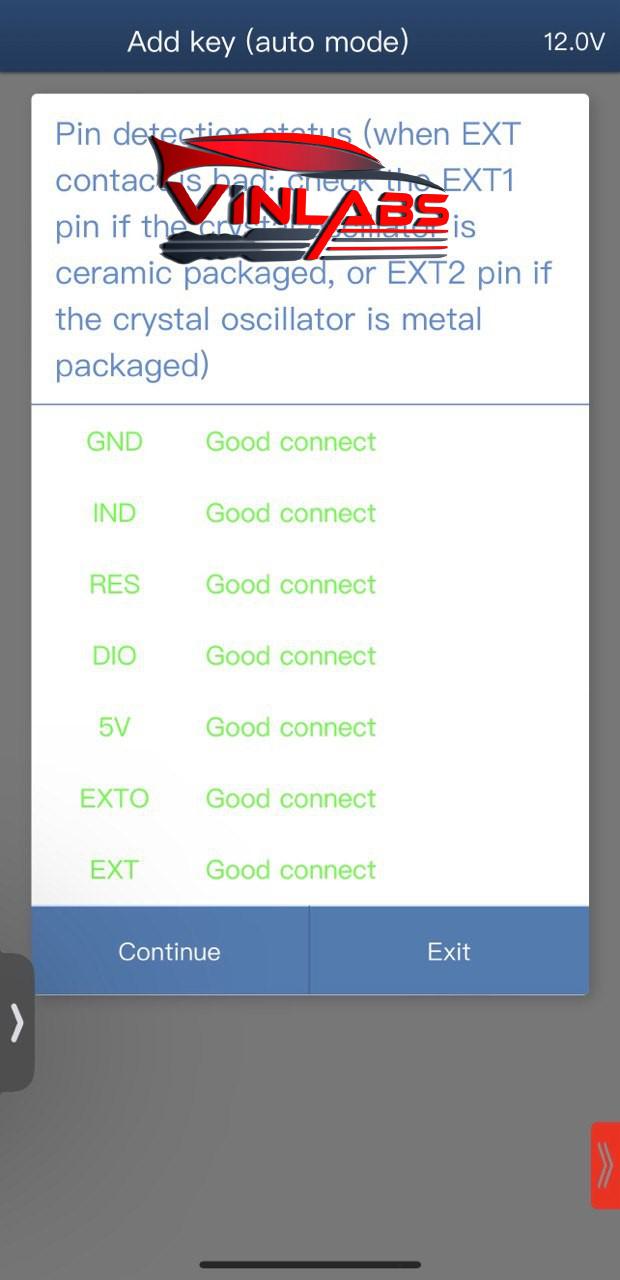 Add key (auto mode) 12.0V
Pin detection status (when EXT
contact is bad: check the EXT1
pin if the crystal oscillator is
ceramic packaged, or EXT2 pin if
the crystal oscillator is metal
packaged)
VINLABS
GND Good connect
IND Good connect
RES Good connect
DIO Good connect
5V Good connect
EXTO Good connect
EXT Good connect
Continue Exit